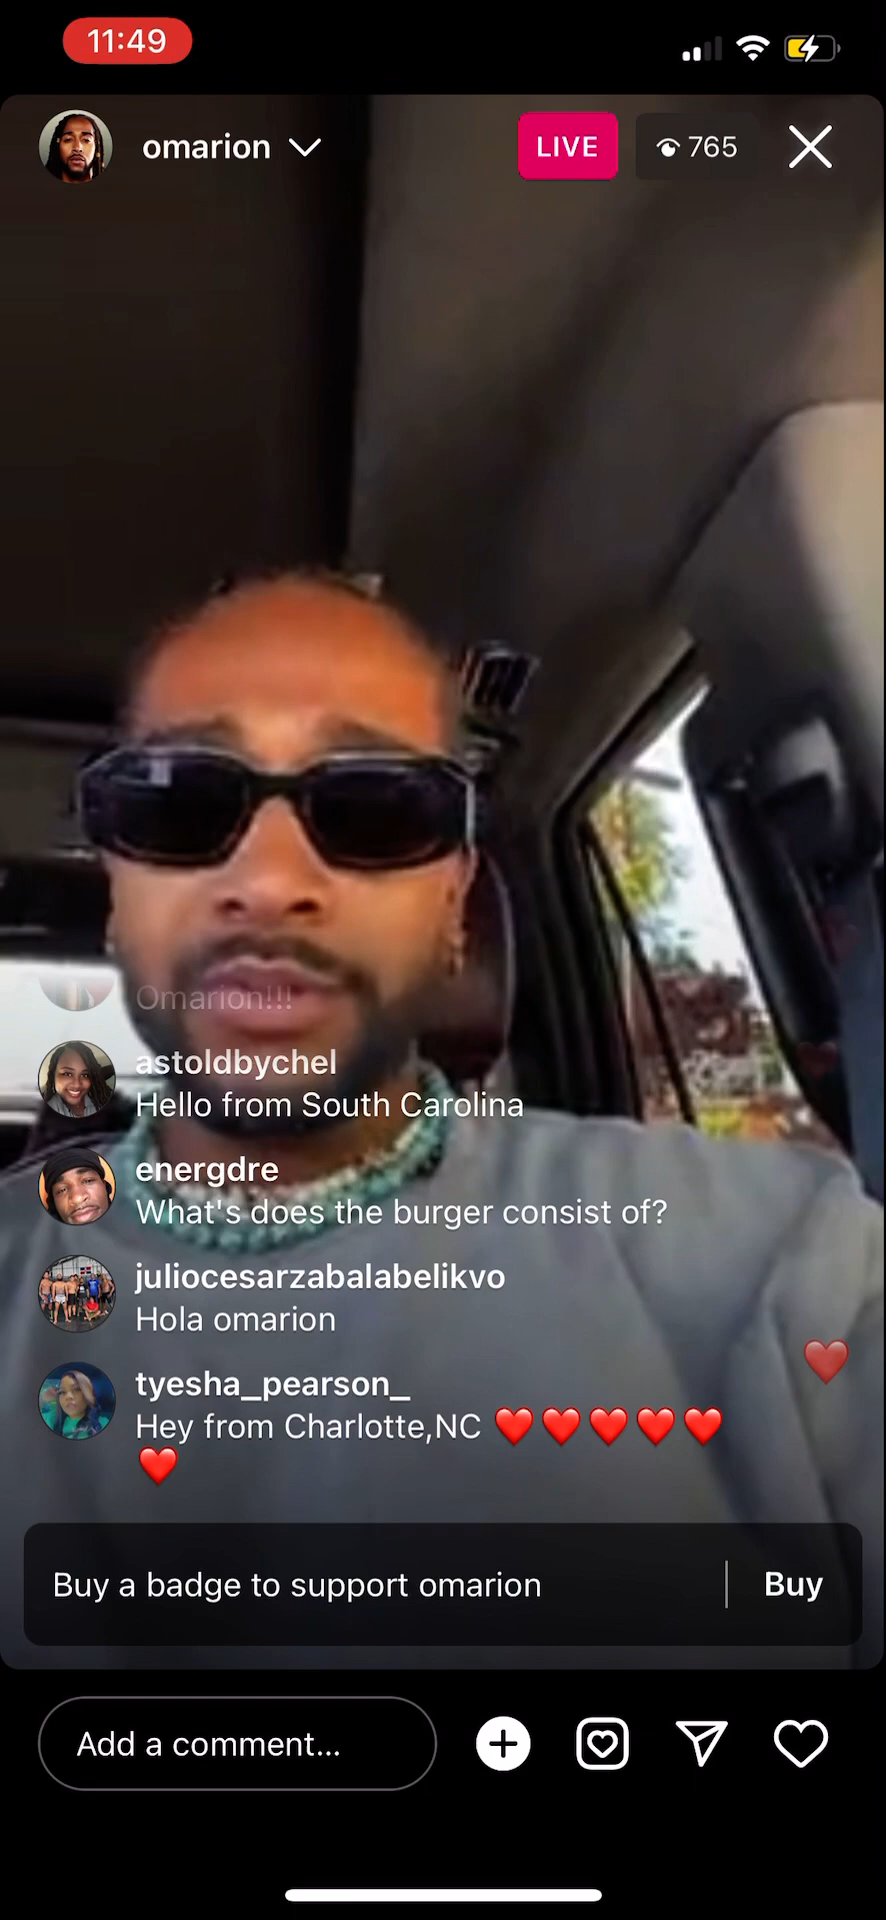 11:49
omarion
LIVE
765
Omarion!!!
astoldbychel
Hello from South Carolina
energdre
What's does the burger consist of?
juliocesarzabalabelikvo
Hola omarion
tyesha_pearson_
Hey from Charlotte,NC ❤️❤️❤️❤️❤️
❤️
Buy a badge to support omarion
Buy
Add a comment...